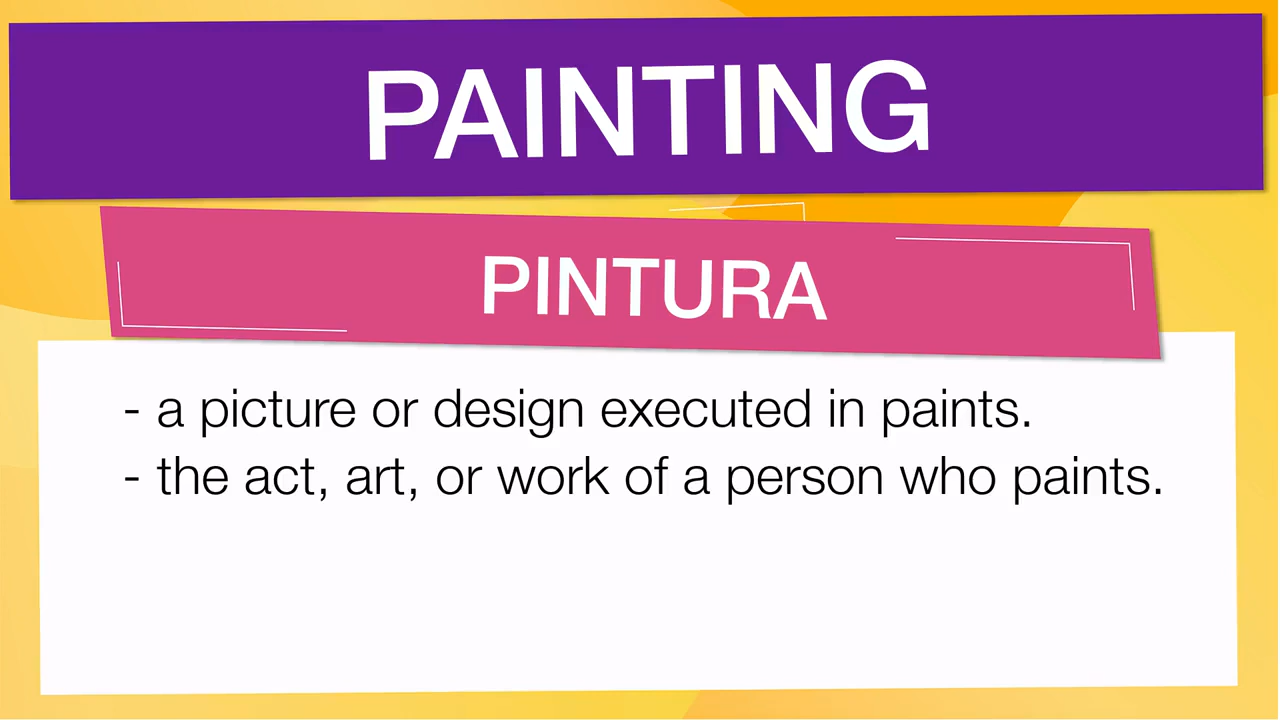 PAINTING
PINTURA
- a picture or design executed in paints.
- the act, art, or work of a person who paints.